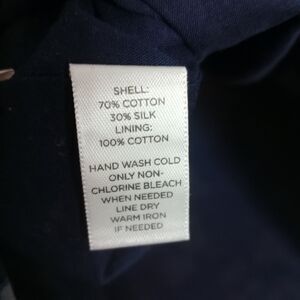 SHELL:
70% COTTON
30% SILK
LINING:
100% COTTON
HAND WASH COLD
ONLY NON-
CHLORINE BLEACH
WHEN NEEDED
LINE DRY
WARM IRON
IF NEEDED